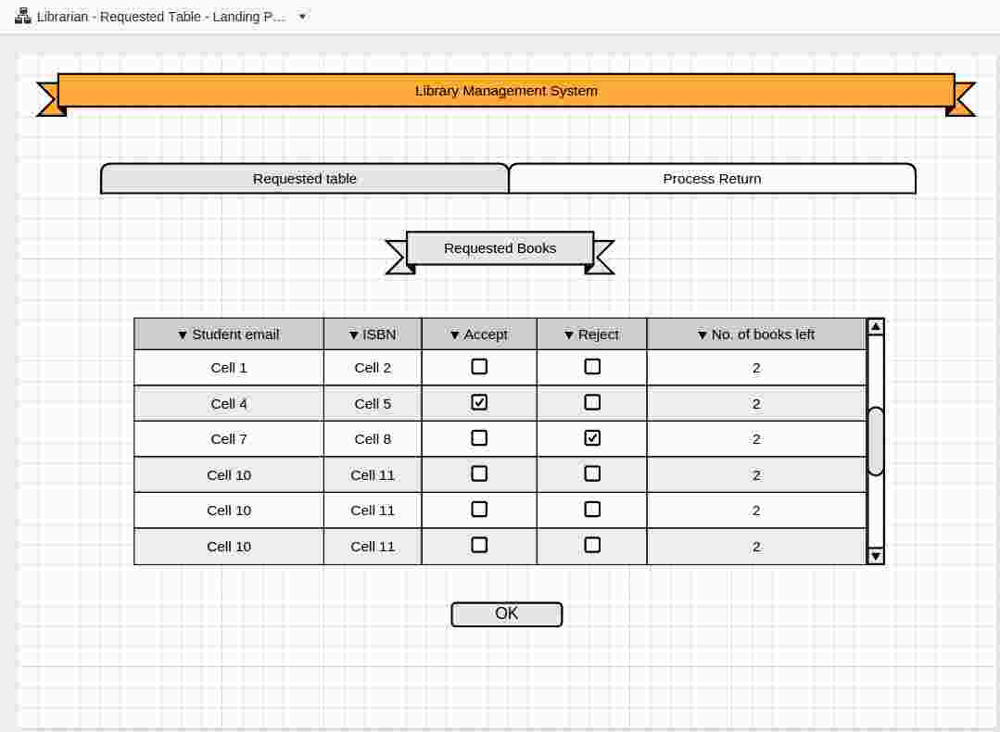 Librarian - Requested Table - Landing P...
Library Management System
Requested table Process Return
Requested Books
Student email ISBN Accept Reject No. of books left
Cell 1 Cell 2 2
Cell 4 Cell 5 2
Cell 7 Cell 8 2
Cell 10 Cell 11 2
Cell 10 Cell 11 2
Cell 10 Cell 11 2
OK